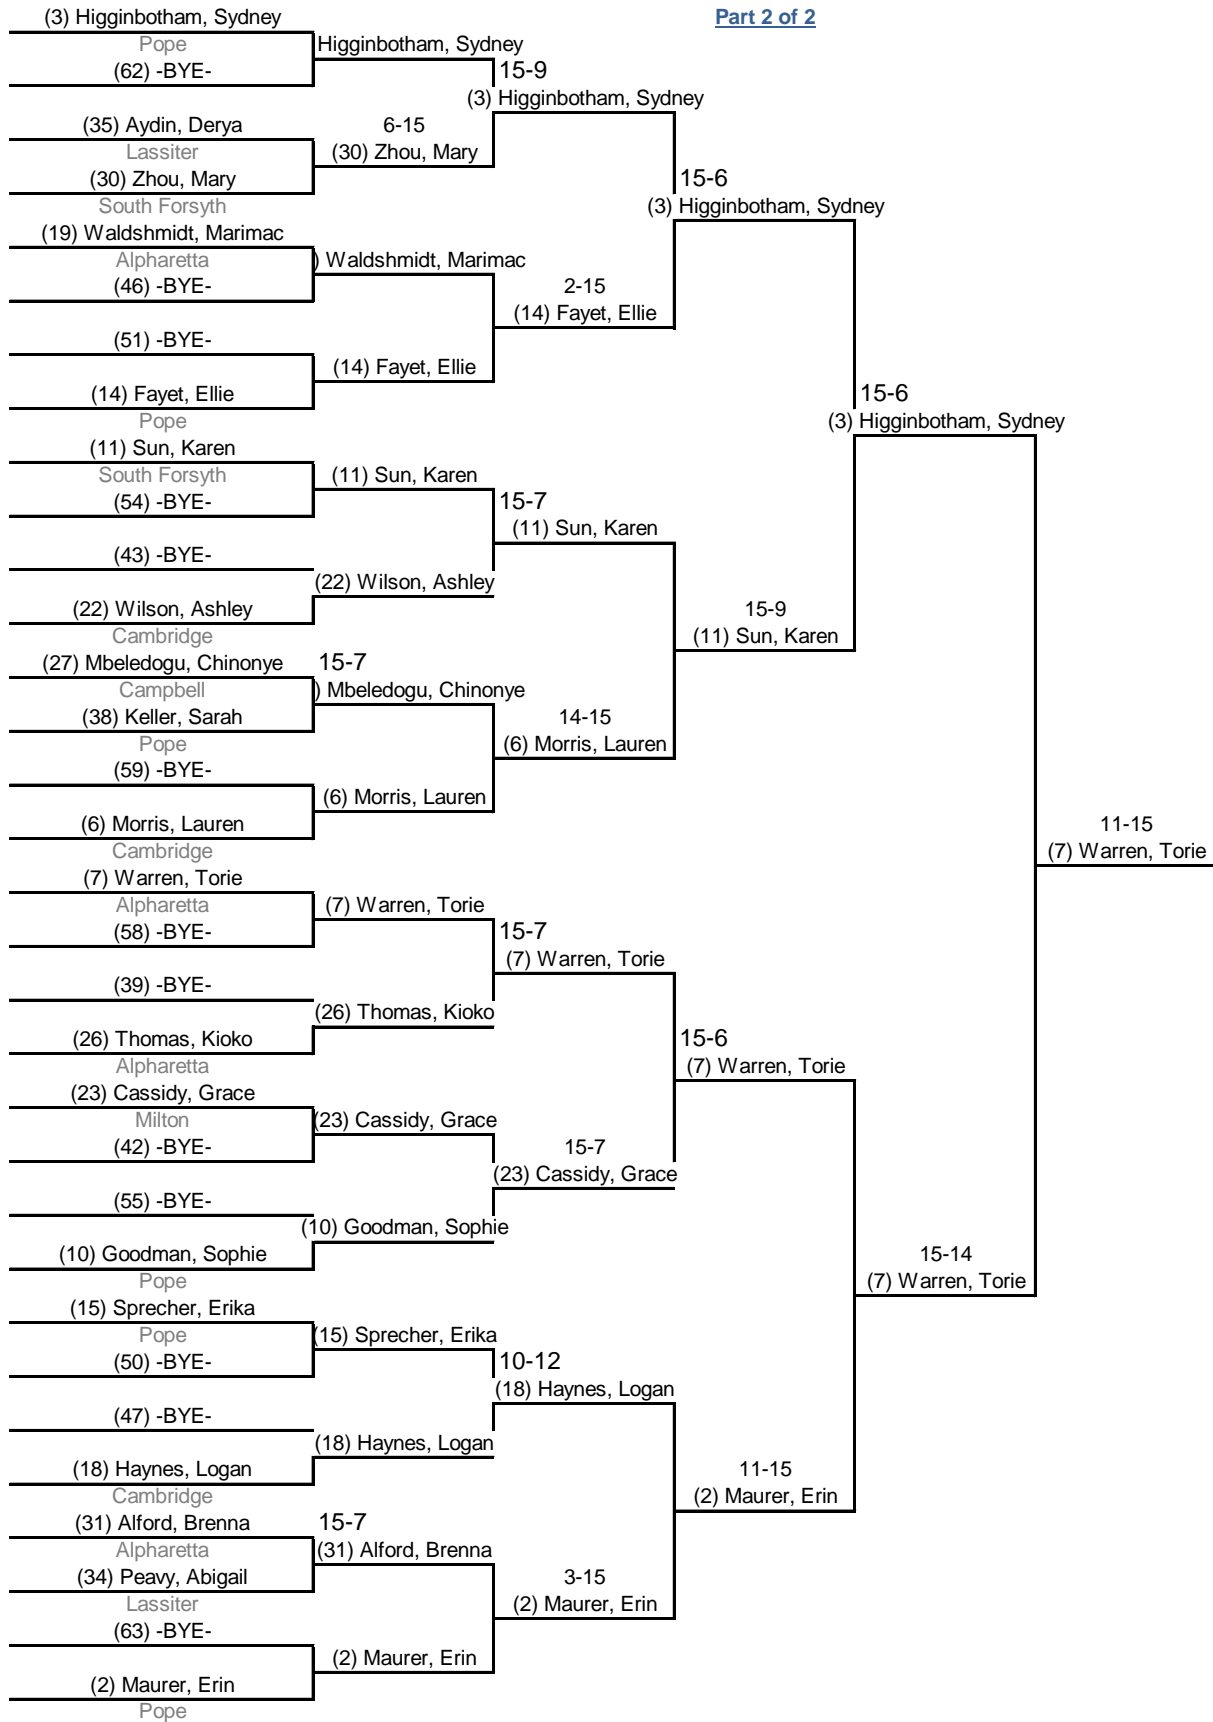 (3) Higginbotham, Sydney
Part 2 of 2
Pope
Higginbotham, Sydney
(62) -BYE-
15-9
(3) Higginbotham, Sydney
(35) Aydin, Derya
6-15
Lassiter
(30) Zhou, Mary
(30) Zhou, Mary
15-6
South Forsyth
(3) Higginbotham, Sydney
(19) Waldshmidt, Marimac
Alpharetta
) Waldshmidt, Marimac
(46) -BYE-
2-15
(14) Fayet, Ellie
(51) -BYE-
(14) Fayet, Ellie
(14) Fayet, Ellie
15-6
Pope
(3) Higginbotham, Sydney
(11) Sun, Karen
South Forsyth
(11) Sun, Karen
(54) -BYE-
15-7
(11) Sun, Karen
(43) -BYE-
(22) Wilson, Ashley
(22) Wilson, Ashley
15-9
Cambridge
(11) Sun, Karen
(27) Mbeledogu, Chinonye
15-7
Campbell
) Mbeledogu, Chinonye
(38) Keller, Sarah
14-15
Pope
(6) Morris, Lauren
(59) -BYE-
(6) Morris, Lauren
(6) Morris, Lauren
11-15
Cambridge
(7) Warren, Torie
(7) Warren, Torie
Alpharetta
(7) Warren, Torie
(58) -BYE-
15-7
(7) Warren, Torie
(39) -BYE-
(26) Thomas, Kioko
(26) Thomas, Kioko
15-6
Alpharetta
(7) Warren, Torie
(23) Cassidy, Grace
Milton
(23) Cassidy, Grace
(42) -BYE-
15-7
(23) Cassidy, Grace
(55) -BYE-
(10) Goodman, Sophie
(10) Goodman, Sophie
15-14
Pope
(7) Warren, Torie
(15) Sprecher, Erika
Pope
(15) Sprecher, Erika
(50) -BYE-
10-12
(18) Haynes, Logan
(47) -BYE-
(18) Haynes, Logan
(18) Haynes, Logan
11-15
Cambridge
(2) Maurer, Erin
(31) Alford, Brenna
15-7
Alpharetta
(31) Alford, Brenna
(34) Peavy, Abigail
3-15
Lassiter
(2) Maurer, Erin
(63) -BYE-
(2) Maurer, Erin
(2) Maurer, Erin
Pope